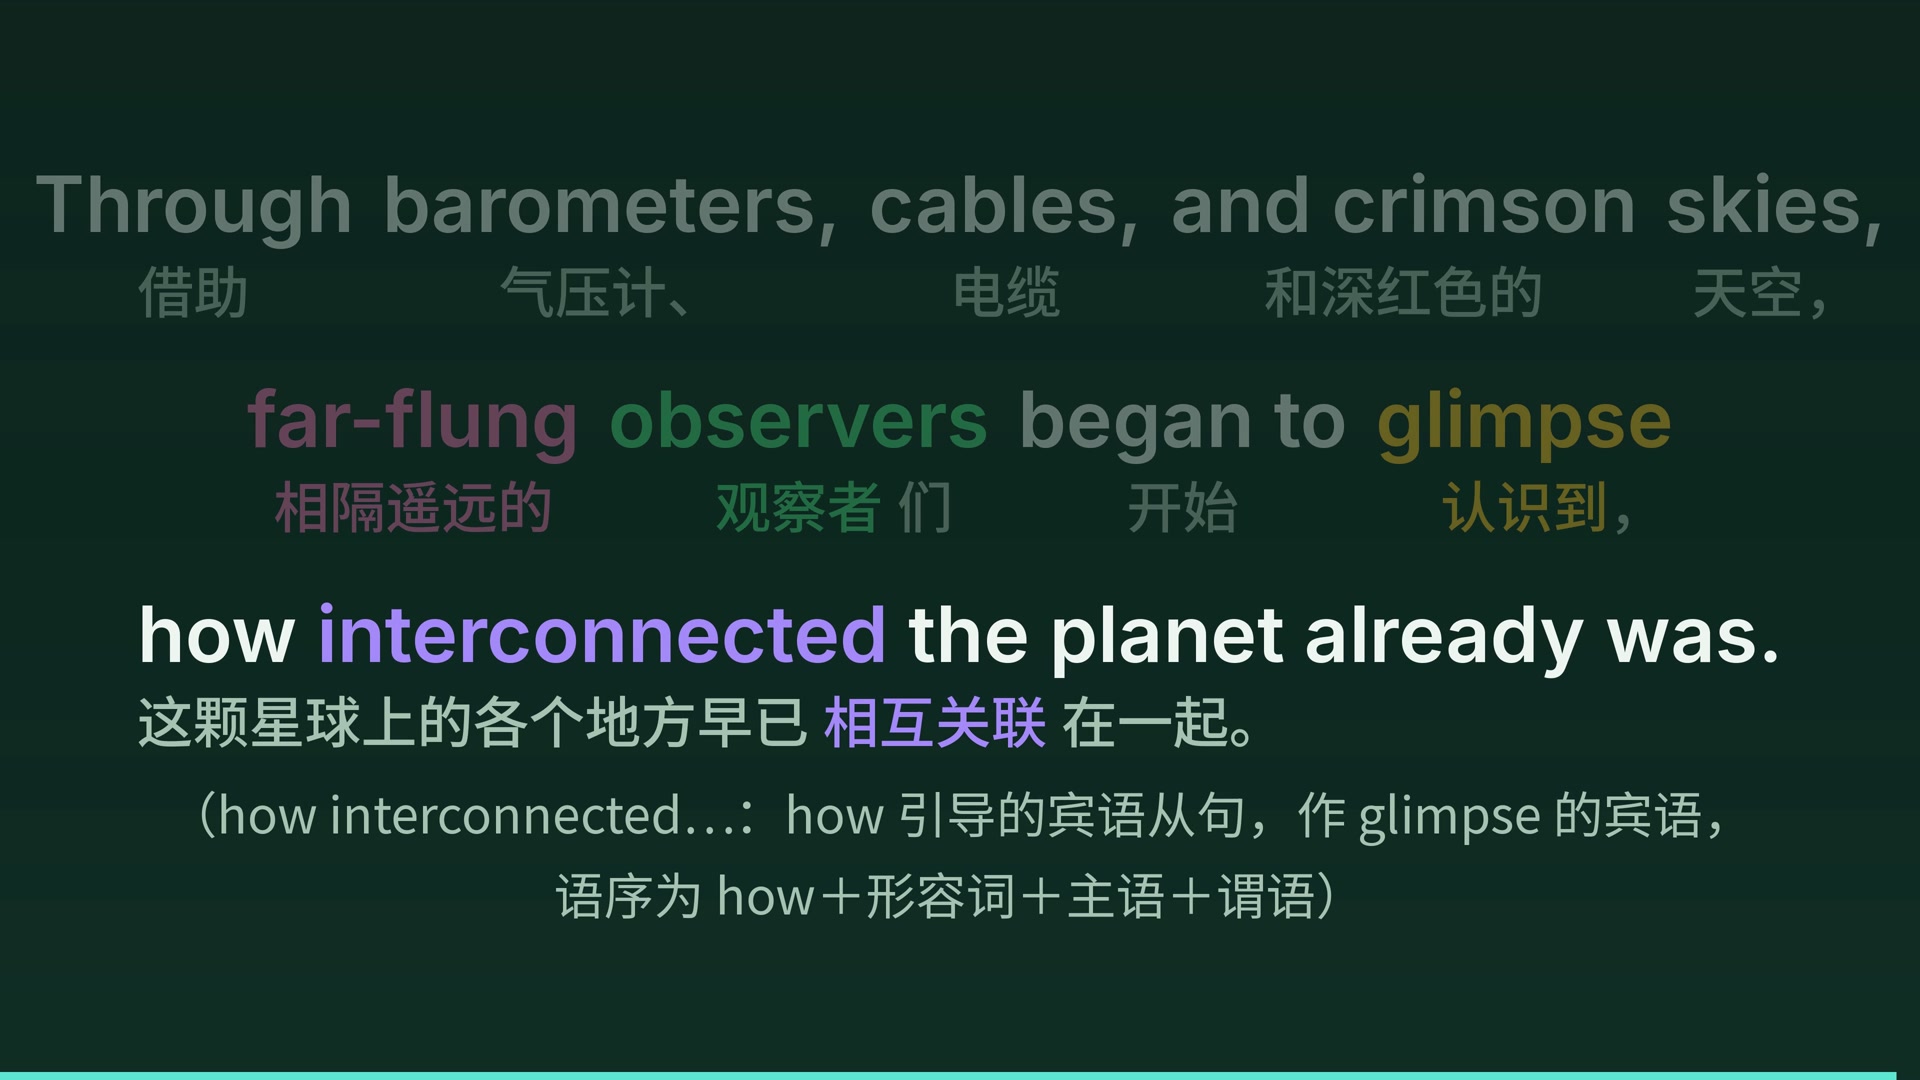 Through barometers, cables, and crimson skies,
借助 气压计、 电缆 和深红色的 天空，
far-flung observers began to glimpse
相隔遥远的 观察者 们 开始 认识到，
how interconnected the planet already was.
这颗星球上的各个地方早已 相互关联 在一起。
（how interconnected…：how 引导的宾语从句，作 glimpse 的宾语，
语序为 how＋形容词＋主语＋谓语）